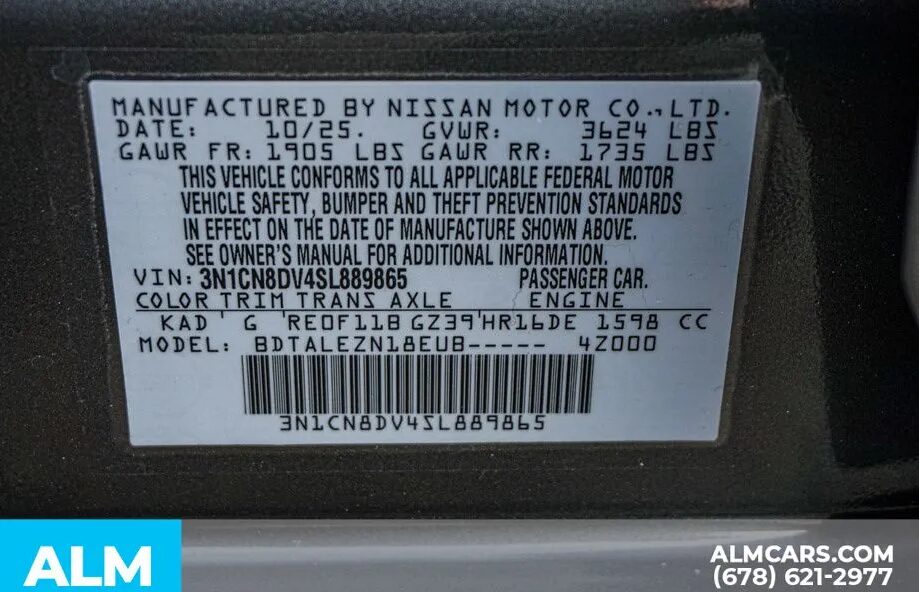 MANUFACTURED BY NISSAN MOTOR CO., LTD.
DATE: 10/25. GVWR: 3624 LBS
GAWR FR: 1905 LBS GAWR RR: 1735 LBS
THIS VEHICLE CONFORMS TO ALL APPLICABLE FEDERAL MOTOR
VEHICLE SAFETY, BUMPER AND THEFT PREVENTION STANDARDS
IN EFFECT ON THE DATE OF MANUFACTURE SHOWN ABOVE.
SEE OWNER'S MANUAL FOR ADDITIONAL INFORMATION.
VIN: 3N1CN8DV4SL889865 PASSENGER CAR.
COLOR TRIM TRANS AXLE ENGINE
KAD ' G 'RE0F11B GZ39'HR16DE 1598 CC
MODEL: BDTALEZN18EUB----- 4Z000
3N1CN8DV4SL889865
ALM
ALMCARS.COM
(678) 621-2977